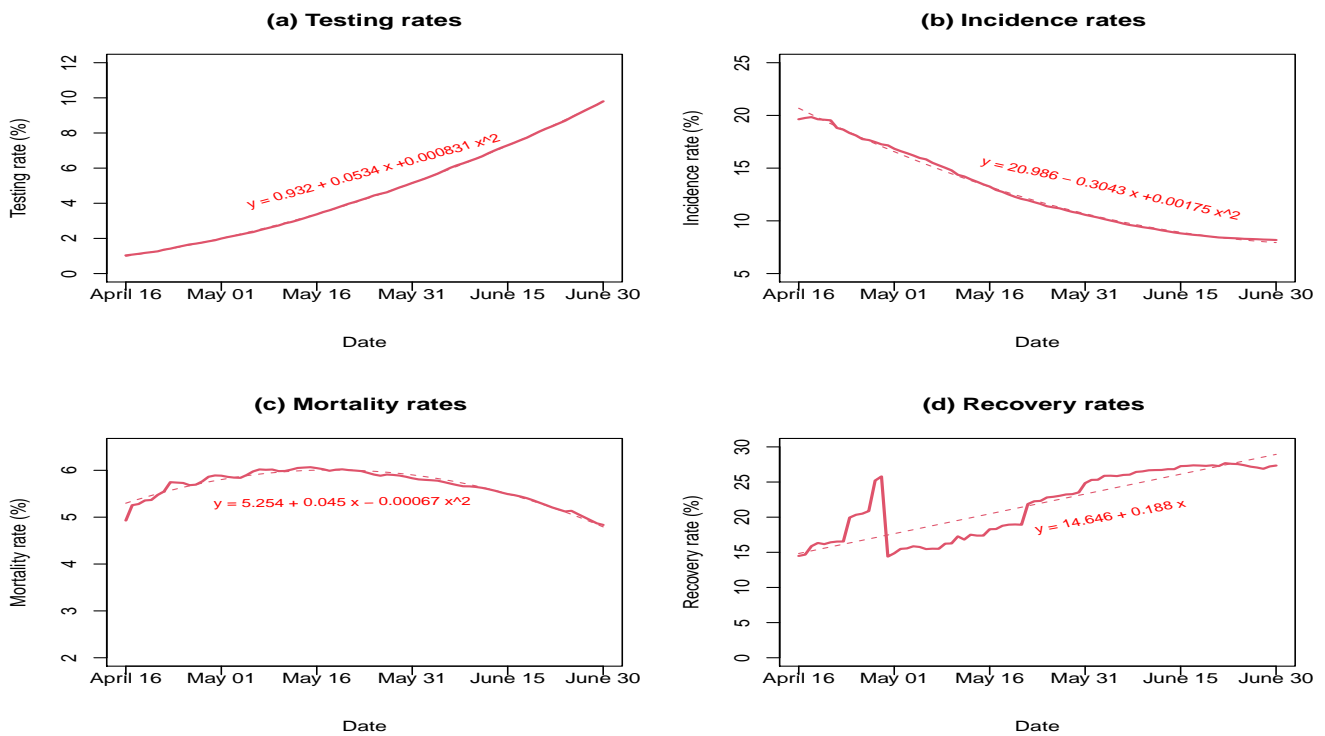 (a) Testing rates
Testing rate (%)
12
10
8
6
4
2
0
y = 0.932 + 0.0534 x +0.000831 x^2
April 16 May 01 May 16 May 31 June 15 June 30
Date
(b) Incidence rates
Incidence rate (%)
25
20
15
10
5
y = 20.986 − 0.3043 x +0.00175 x^2
April 16 May 01 May 16 May 31 June 15 June 30
Date
(c) Mortality rates
Mortality rate (%)
6
5
4
3
2
y = 5.254 + 0.045 x − 0.00067 x^2
April 16 May 01 May 16 May 31 June 15 June 30
Date
(d) Recovery rates
Recovery rate (%)
30
25
20
15
10
5
0
y = 14.646 + 0.188 x
April 16 May 01 May 16 May 31 June 15 June 30
Date